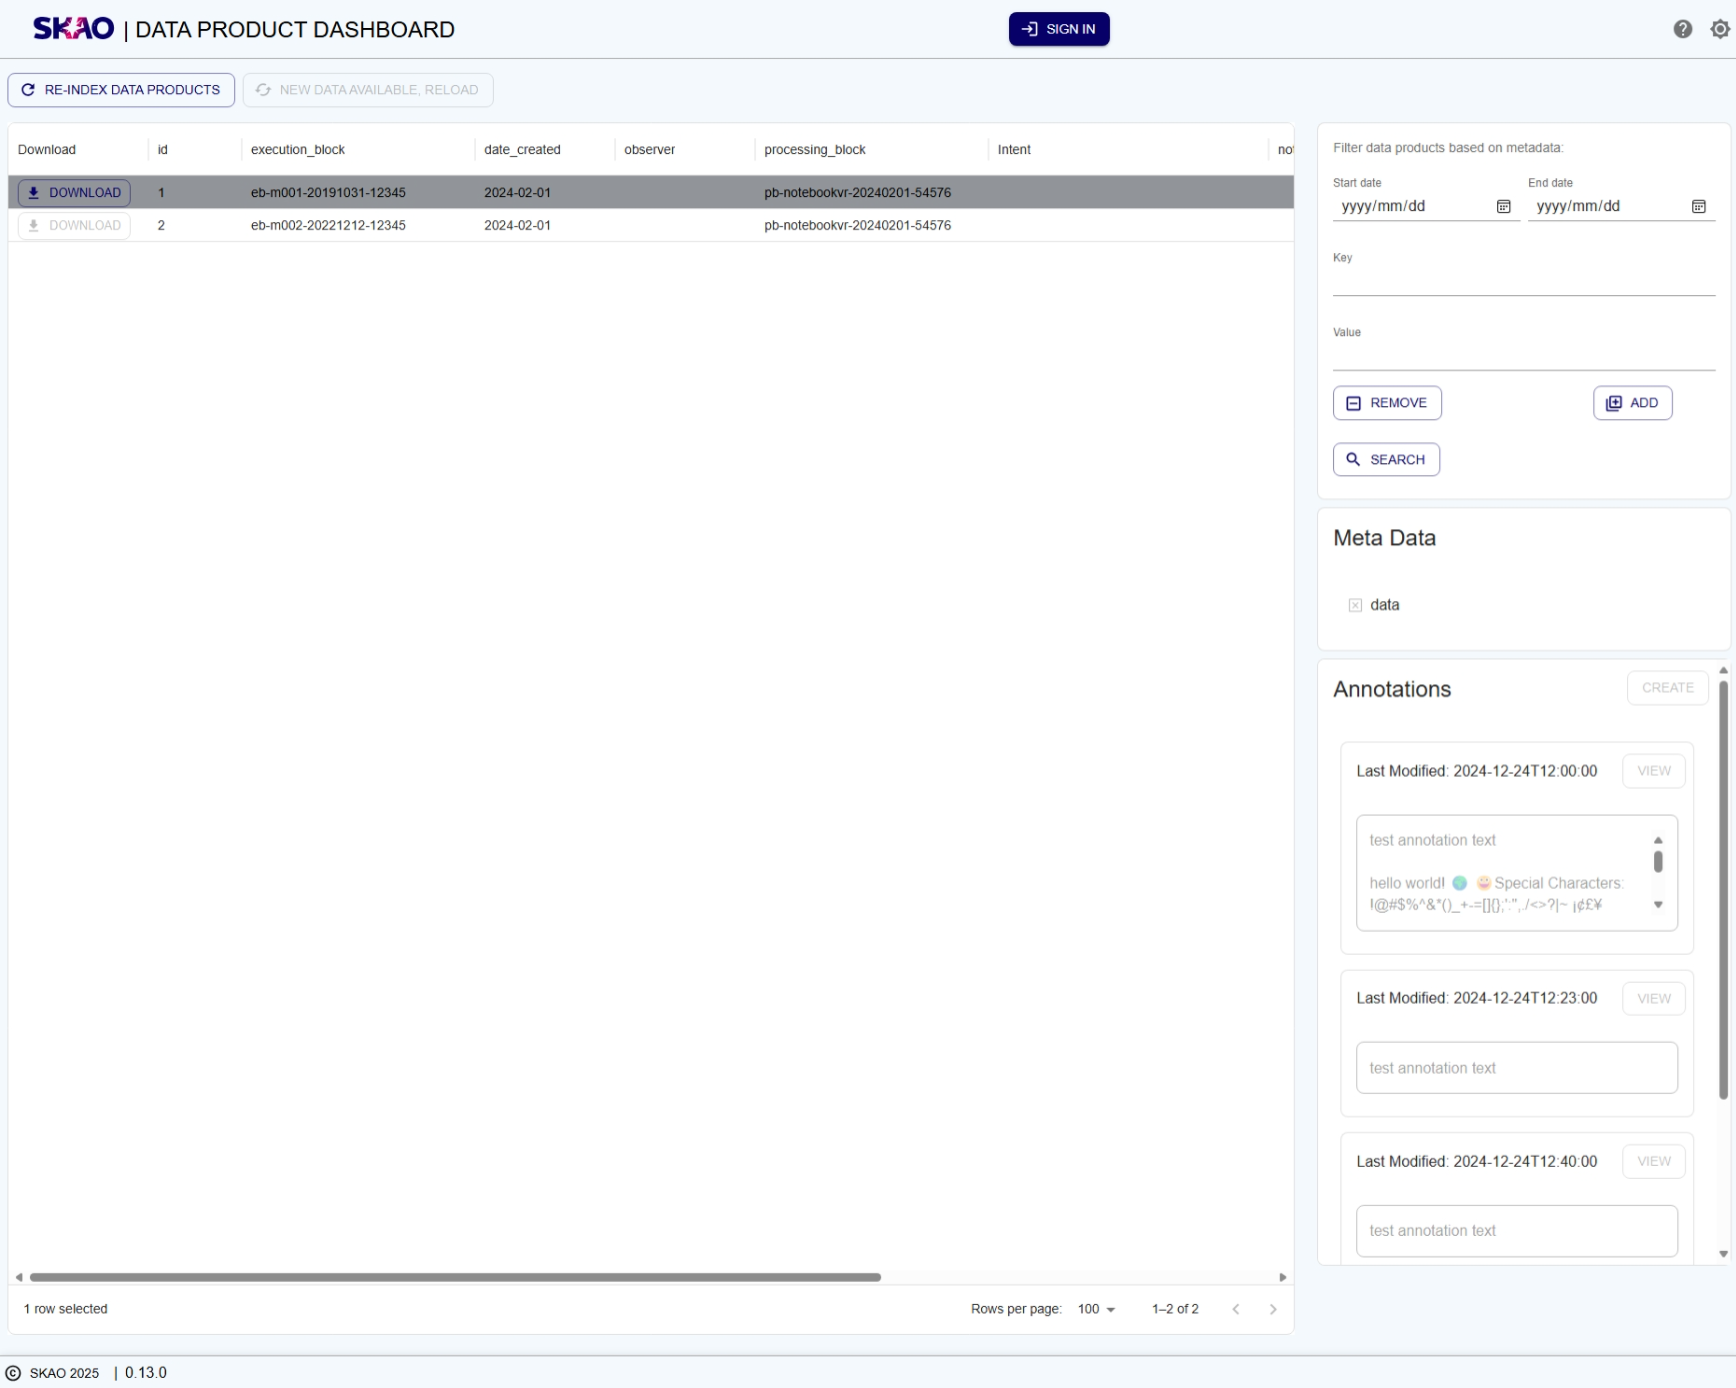 SKAO | DATA PRODUCT DASHBOARD
SIGN IN
RE-INDEX DATA PRODUCTS
NEW DATA AVAILABLE, RELOAD
Download id execution_block date_created observer processing_block Intent not
DOWNLOAD 1 eb-m001-20191031-12345 2024-02-01 pb-notebookvr-20240201-54576
DOWNLOAD 2 eb-m002-20221212-12345 2024-02-01 pb-notebookvr-20240201-54576
1 row selected
Rows per page: 100 1–2 of 2
Filter data products based on metadata:
Start date End date
yyyy/mm/dd yyyy/mm/dd
Key
Value
REMOVE ADD
SEARCH
Meta Data
data
Annotations CREATE
Last Modified: 2024-12-24T12:00:00 VIEW
test annotation text
hello world! 🌍 😀 Special Characters:
!@#$%^&*()_+-=[]{};':",./<>?|~ ¡¢£¥
Last Modified: 2024-12-24T12:23:00 VIEW
test annotation text
Last Modified: 2024-12-24T12:40:00 VIEW
test annotation text
© SKAO 2025 | 0.13.0